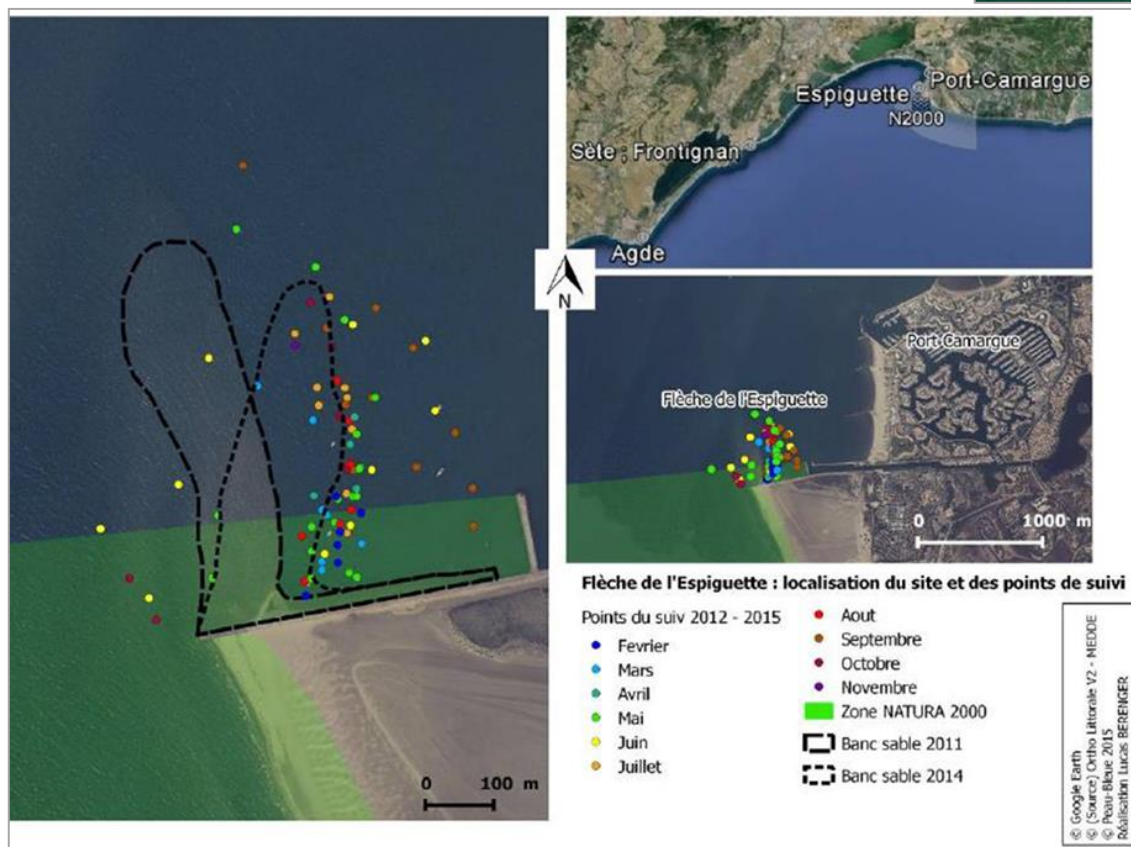 Port-Camargue
Espiguette
N2000
Sète ; Frontignan
Agde
N
Port-Camargue
Flèche de l'Espiguette
0 1000 m
0 100 m
Flèche de l'Espiguette : localisation du site et des points de suivi
Points du suiv 2012 - 2015
Fevrier
Mars
Avril
Mai
Juin
Juillet
Aout
Septembre
Octobre
Novembre
Zone NATURA 2000
Banc sable 2011
Banc sable 2014
© Google Earth
© (Source) Ortho Littorale V2 - MEDDE
© Peau-Bleue 2015
Réalisation Lucas BERENGER